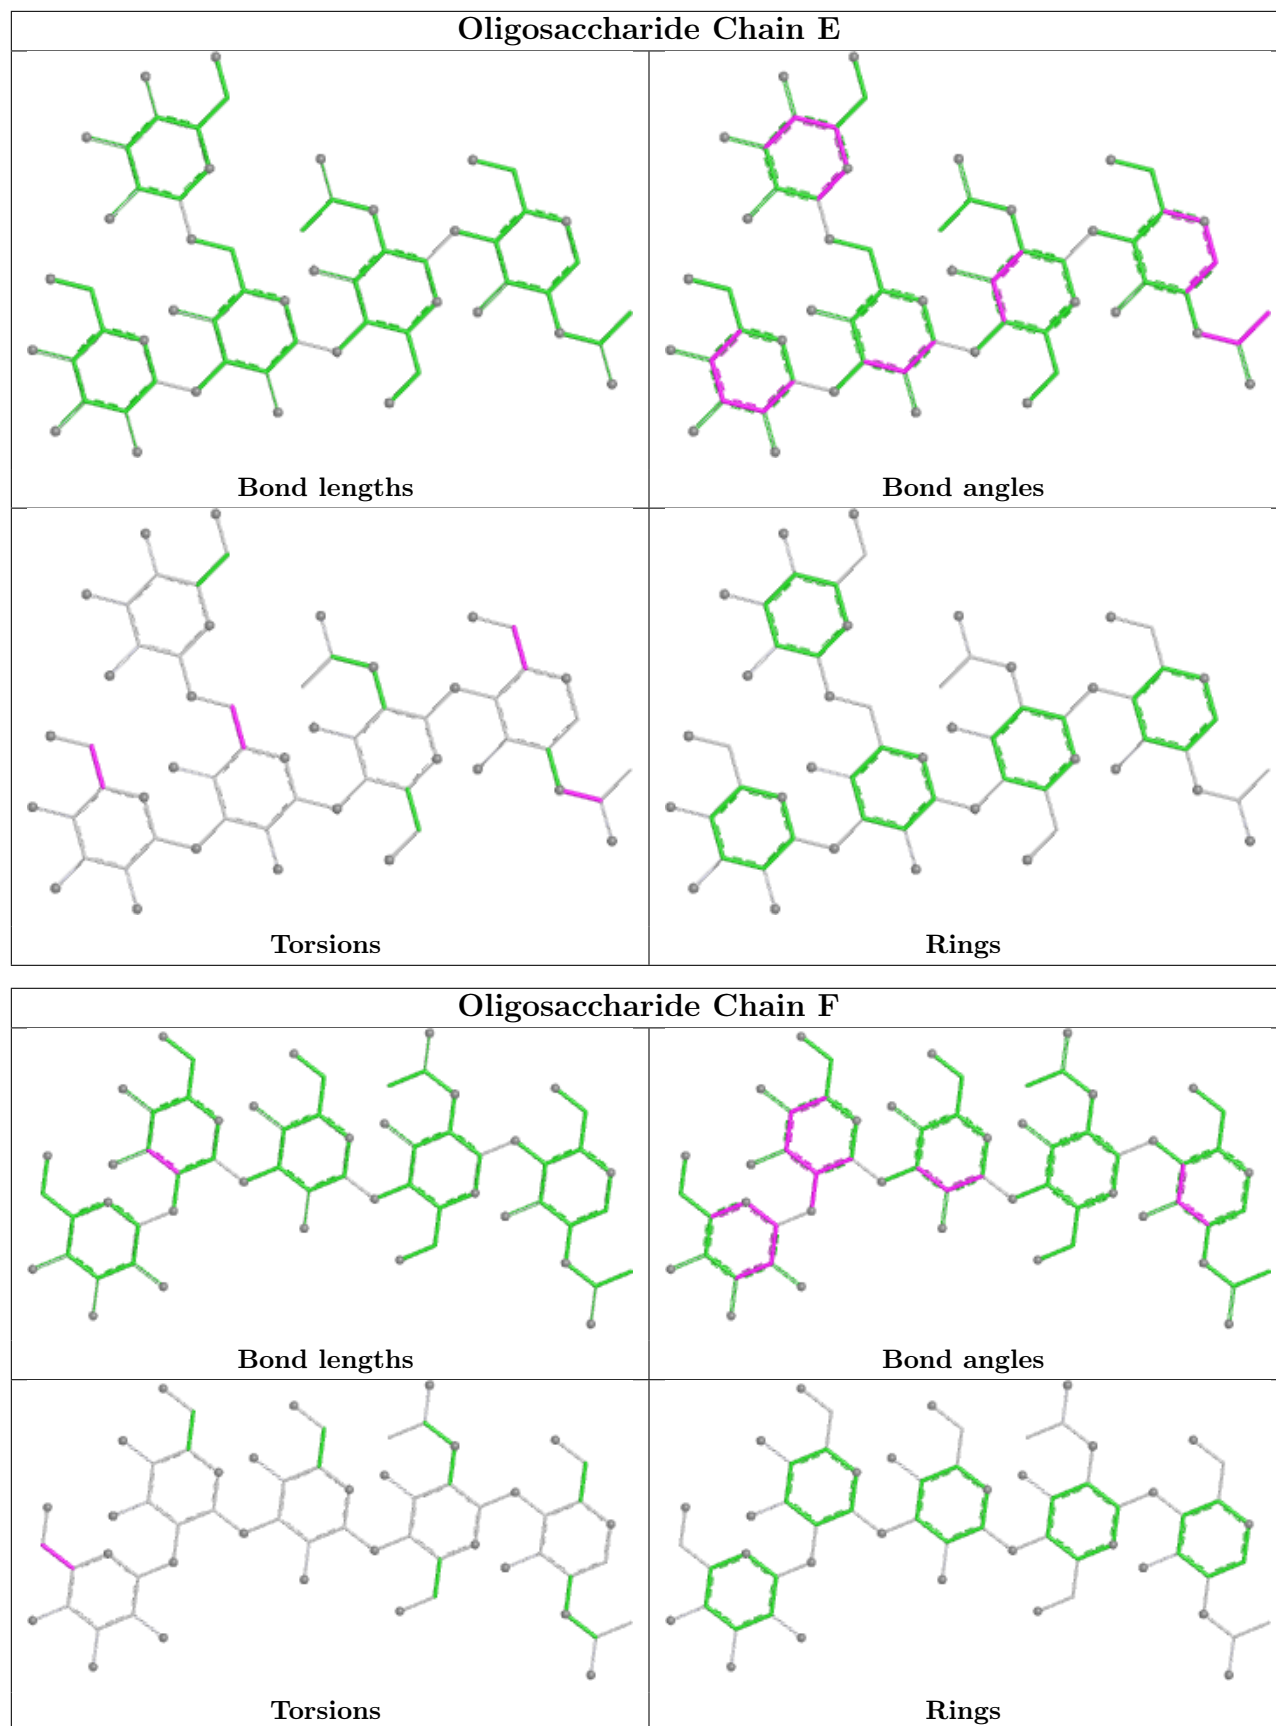 Oligosaccharide Chain E
Bond lengths
Bond angles
Torsions
Rings
Oligosaccharide Chain F
Bond lengths
Bond angles
Torsions
Rings